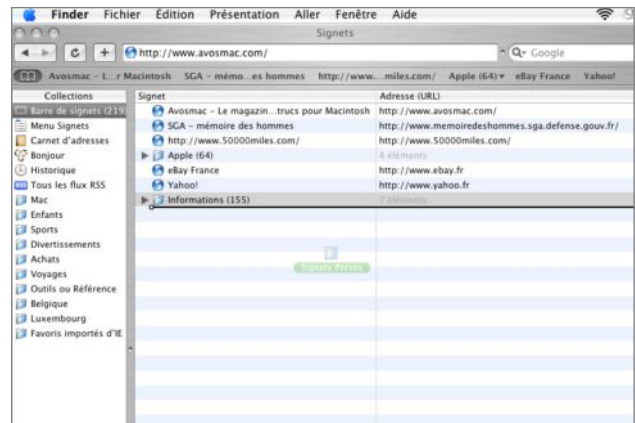 Finder Fichier Édition Présentation Aller Fenêtre Aide
Signets
http://www.avosmac.com/ Q- Google
Avosmac – L...r Macintosh SGA – mémo...es hommes http://www....miles.com/ Apple (64) eBay France Yahoo!
Collections Signet Adresse (URL)
Barre de signets (219) Avosmac – Le magazin...trucs pour Macintosh http://www.avosmac.com/
Menu Signets SGA – mémoire des hommes http://www.memoiredeshommes.sga.defense.gouv.fr/
Carnet d'adresses http://www.50000miles.com/ http://www.50000miles.com/
Bonjour Apple (64) 4 éléments
Historique eBay France http://www.ebay.fr
Tous les flux RSS Yahoo! http://www.yahoo.fr
Mac Informations (155) 7 éléments
Enfants
Sports
Divertissements
Achats
Signets Perso
Voyages
Outils ou Référence
Belgique
Luxembourg
Favoris importés d'IE